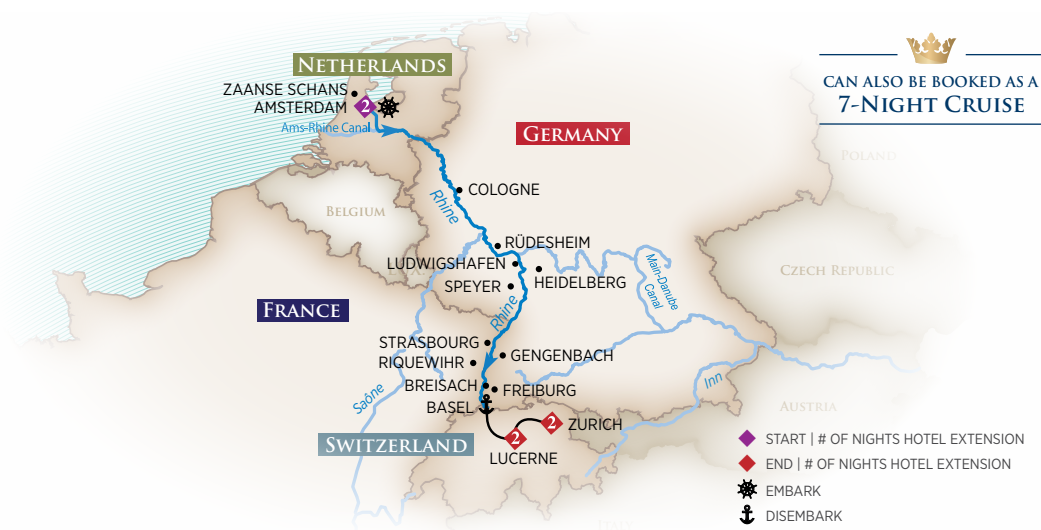 CAN ALSO BE BOOKED AS A
7-NIGHT CRUISE
NETHERLANDS
ZAANSE SCHANS
AMSTERDAM
2
Ams-Rhine Canal
GERMANY
POLAND
COLOGNE
Rhine
BELGIUM
RÜDESHEIM
LUDWIGSHAFEN
HEIDELBERG
SPEYER
Main-Danube
Canal
CZECH REPUBLIC
FRANCE
Rhine
STRASBOURG
GENGENBACH
RIQUEWIHR
BREISACH
FREIBURG
BASEL
Saône
Inn
AUSTRIA
2
ZURICH
2
LUCERNE
SWITZERLAND
START | # OF NIGHTS HOTEL EXTENSION
END | # OF NIGHTS HOTEL EXTENSION
EMBARK
DISEMBARK
ITALY